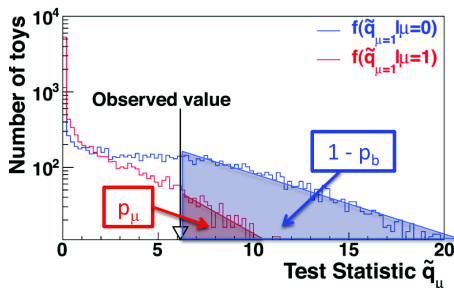 Number of toys
10⁴
10³
10²
f(q̃μ=1|μ=0)
f(q̃μ=1|μ=1)
Observed value
1 - pb
pμ
0
5
10
15
20
Test Statistic q̃μ